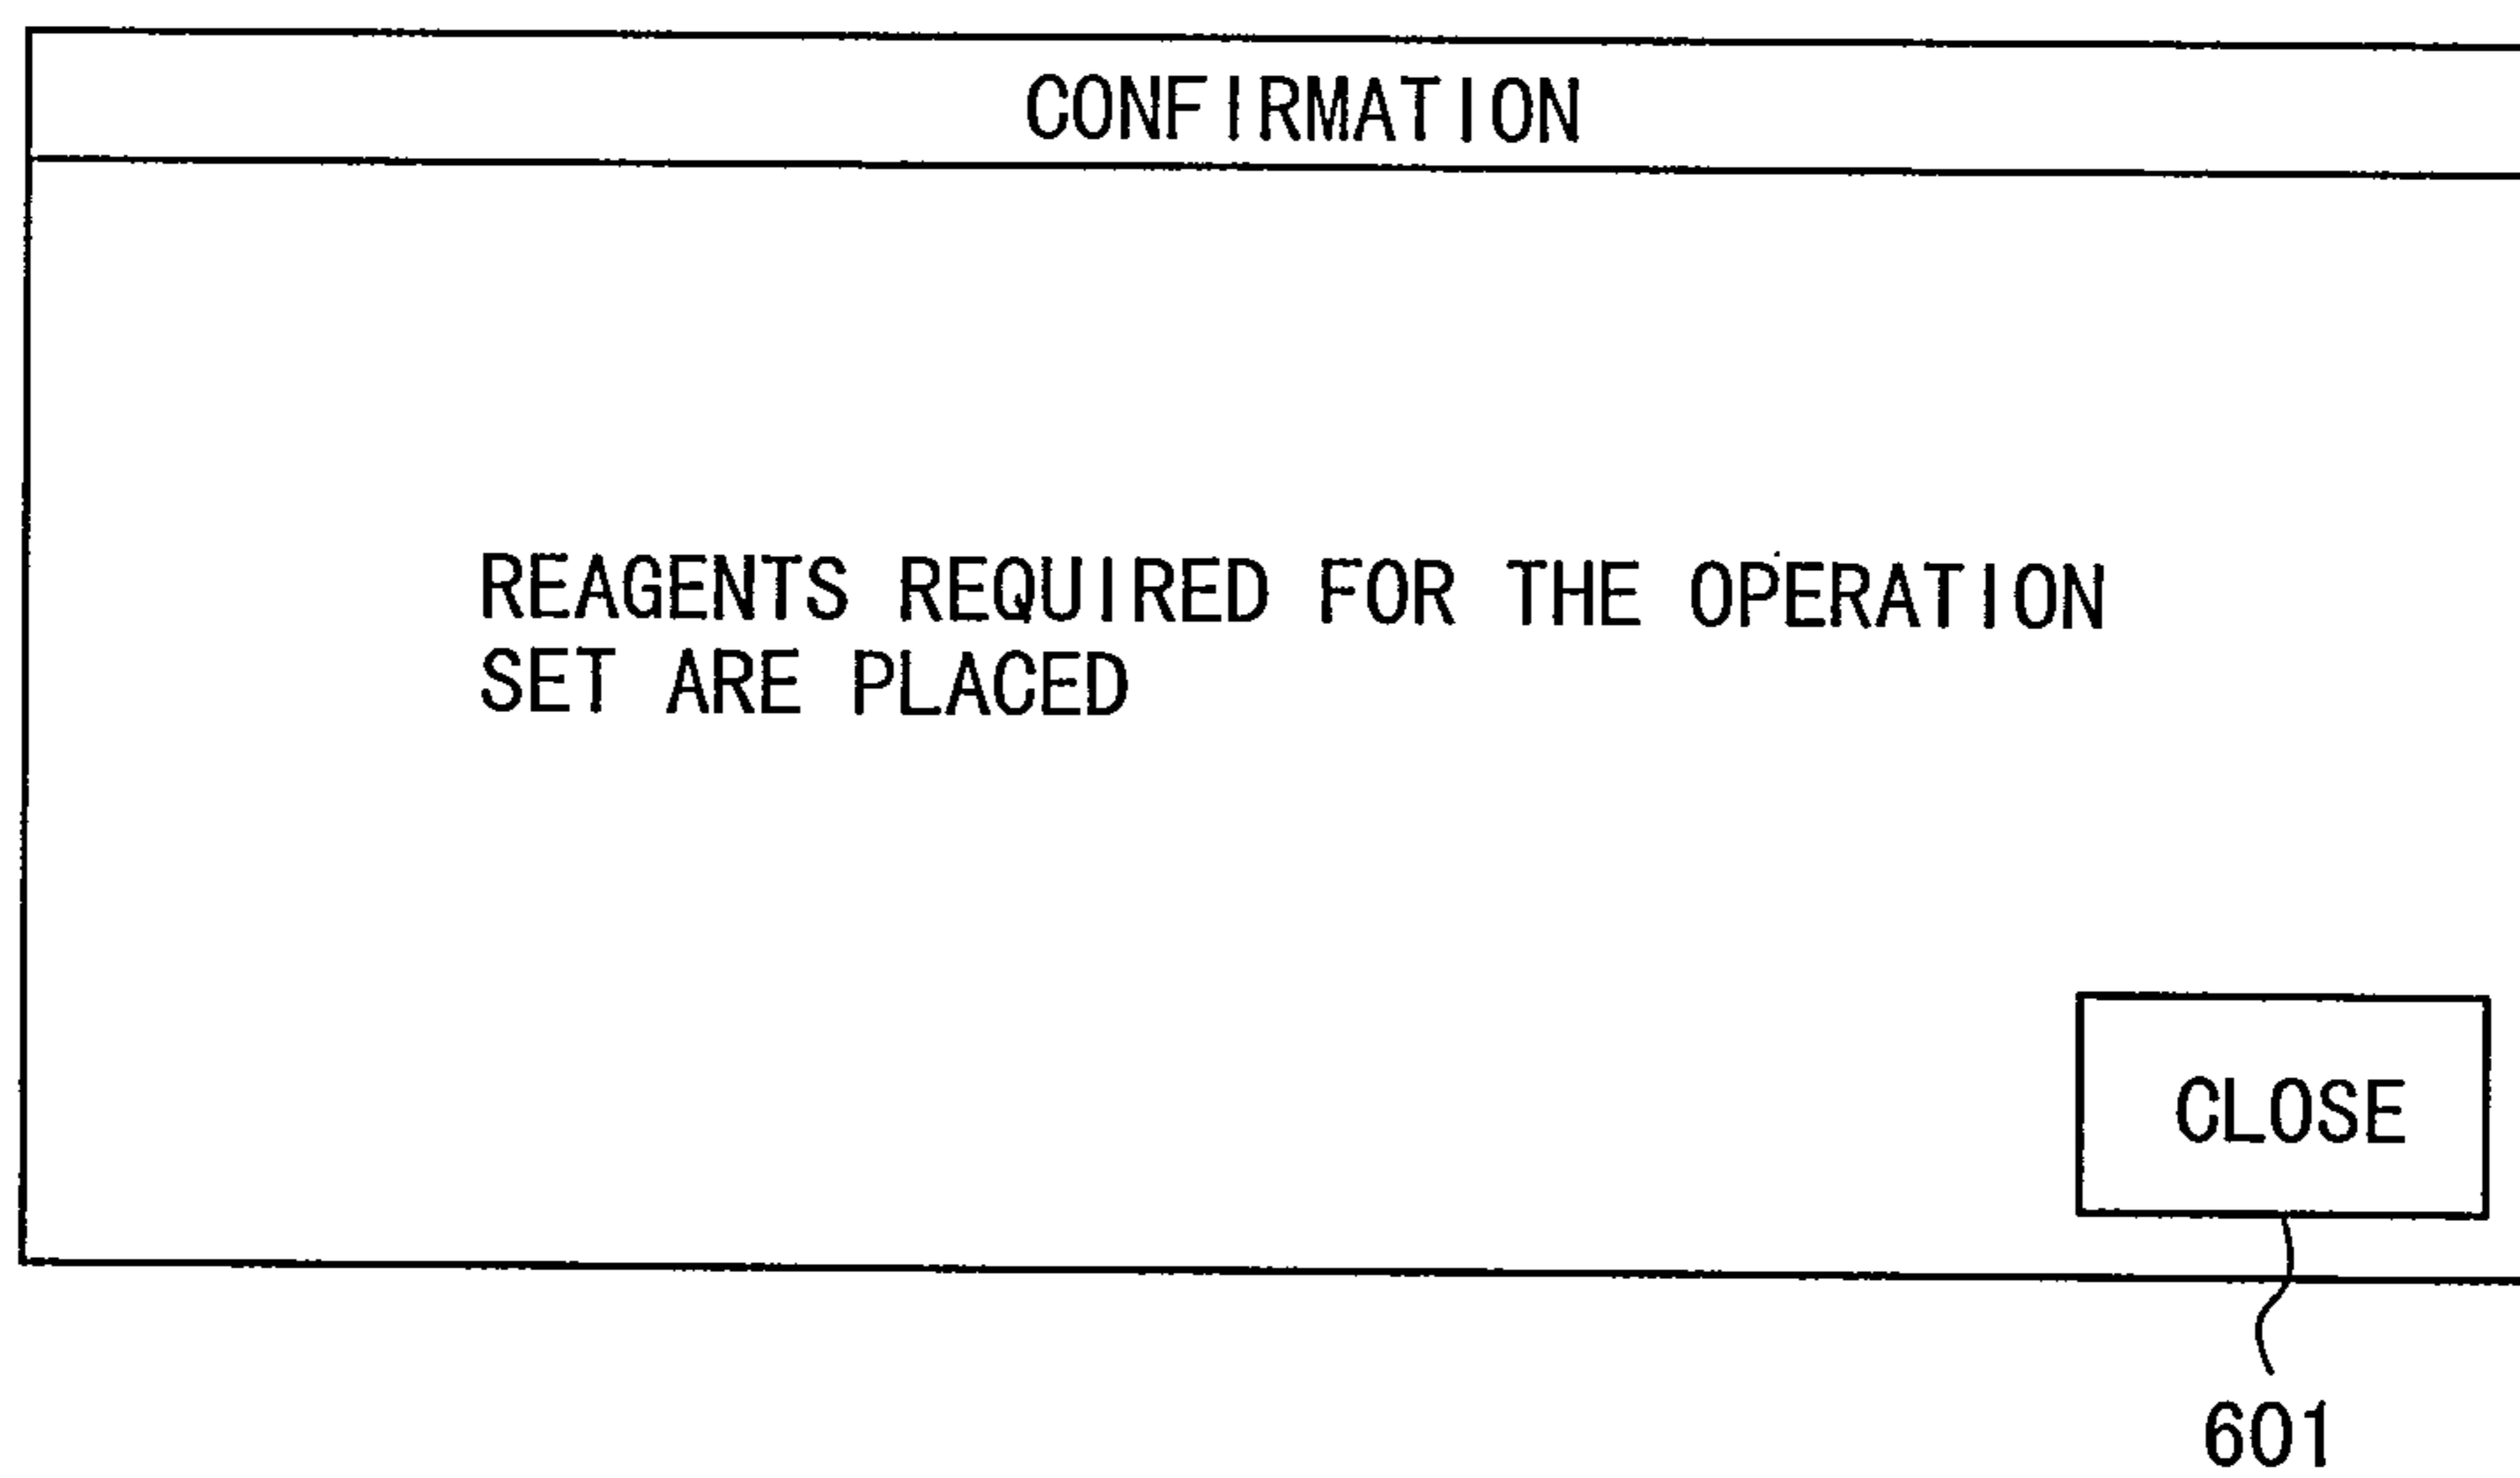 CONFIRMATION
REAGENTS REQUIRED FOR THE OPERATION
SET ARE PLACED
CLOSE
601